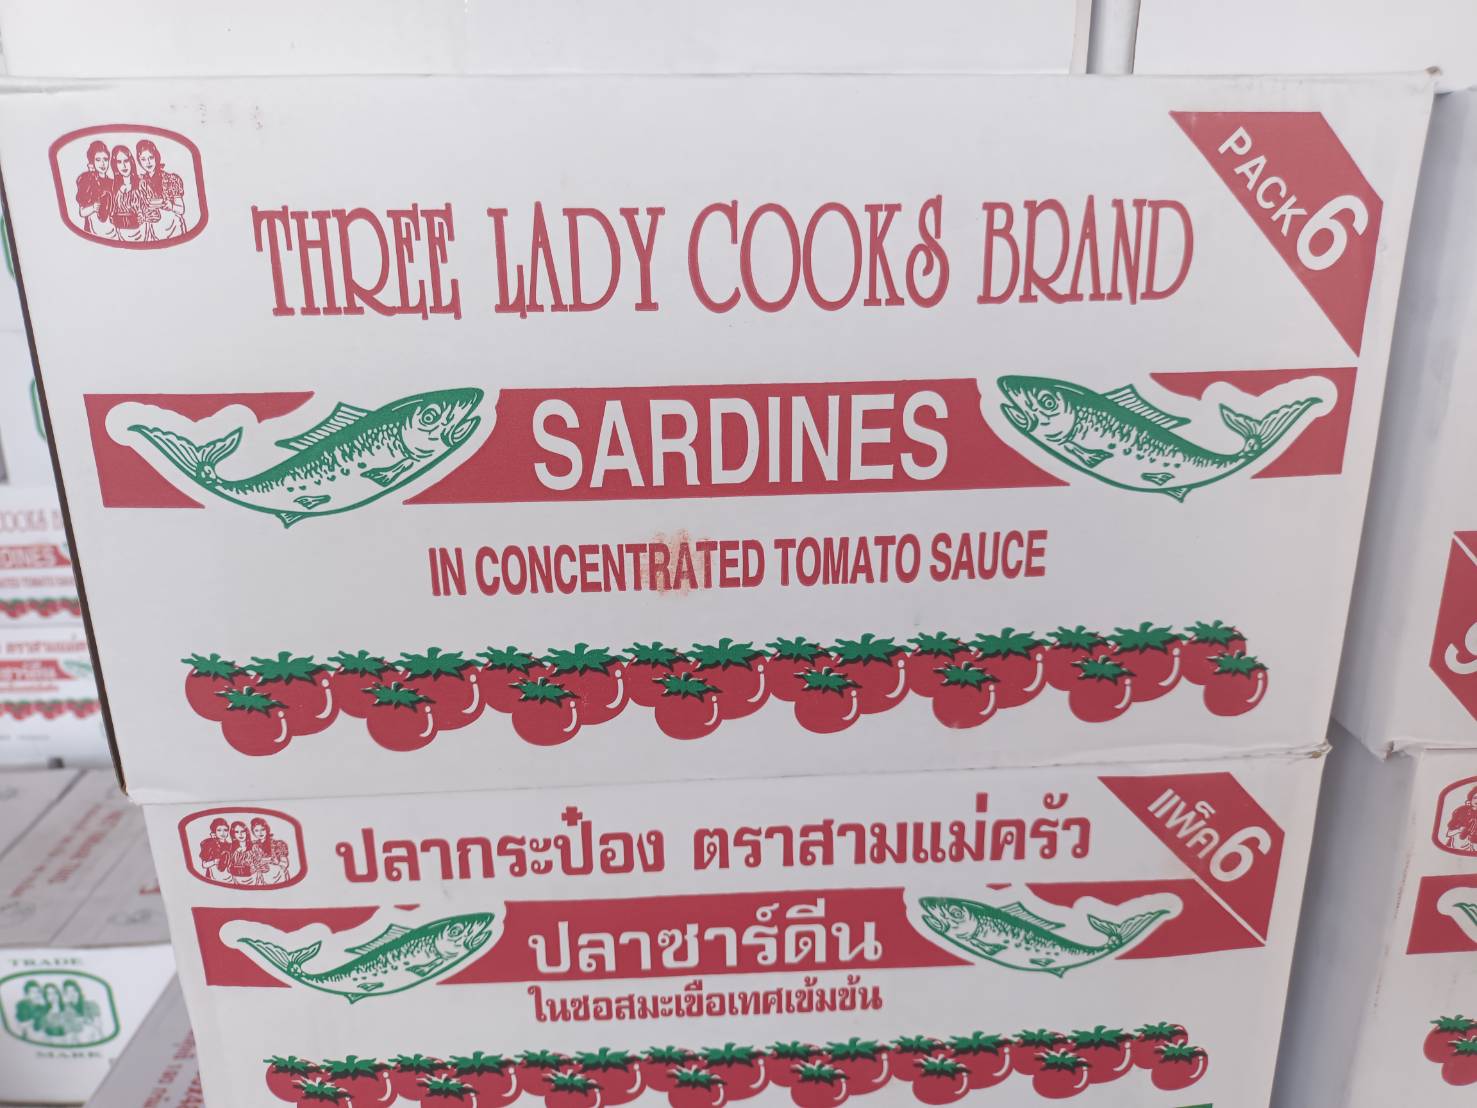 THREE LADY COOKS BRAND
PACK 6
SARDINES
IN CONCENTRATED TOMATO SAUCE
ปลากระป๋อง ตราสามแม่ครัว
แพ็ค 6
ปลาซาร์ดีน
ในซอสมะเขือเทศเข้มข้น
TRADE
MARK